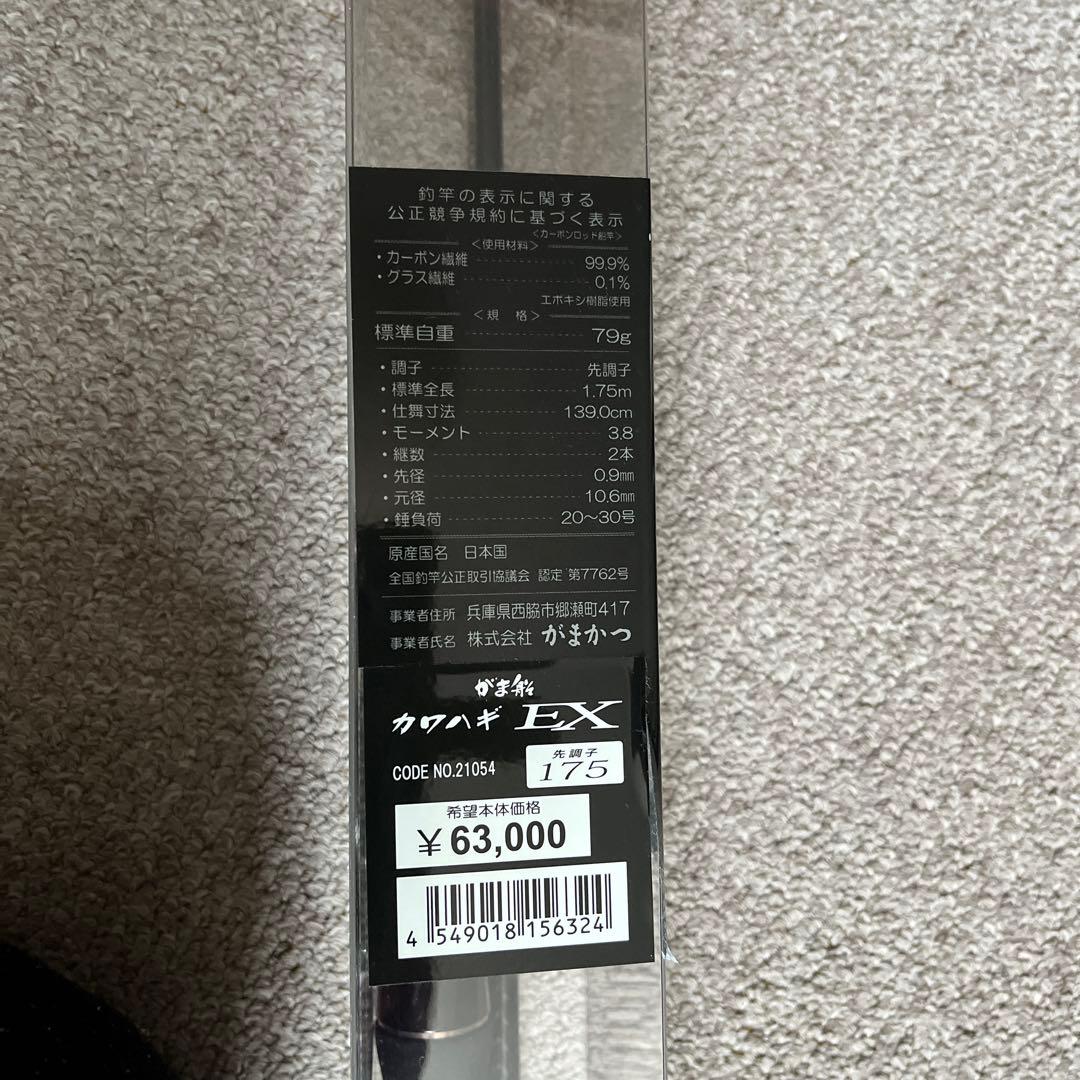 釣竿の表示に関する
公正競争規約に基づく表示
<カーボンロッド船竿>
<使用材料>
・カーボン繊維 99.9%
・グラス繊維 0.1%
エポキシ樹脂使用
<規 格>
標準自重 79g
・調子 先調子
・標準全長 1.75m
・仕舞寸法 139.0cm
・モーメント 3.8
・継数 2本
・先径 0.9mm
・元径 10.6mm
・錘負荷 20〜30号
原産国名 日本国
全国釣竿公正取引協議会 認定 第7762号
事業者住所 兵庫県西脇市郷瀬町417
事業者氏名 株式会社 がまかつ
がま船
カワハギ EX
先調子
CODE NO.21054 175
希望本体価格
¥ 63,000
4 549018 156324